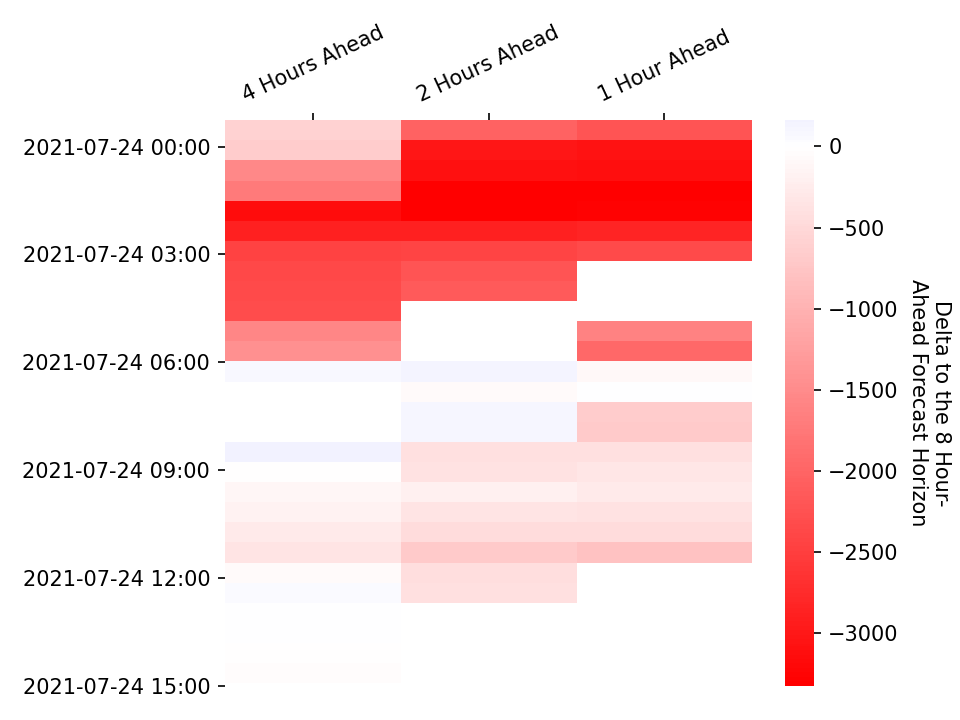 4 Hours Ahead
2 Hours Ahead
1 Hour Ahead
2021-07-24 00:00
2021-07-24 03:00
2021-07-24 06:00
2021-07-24 09:00
2021-07-24 12:00
2021-07-24 15:00
0
−500
−1000
−1500
−2000
−2500
−3000
Delta to the 8 Hour-
Ahead Forecast Horizon